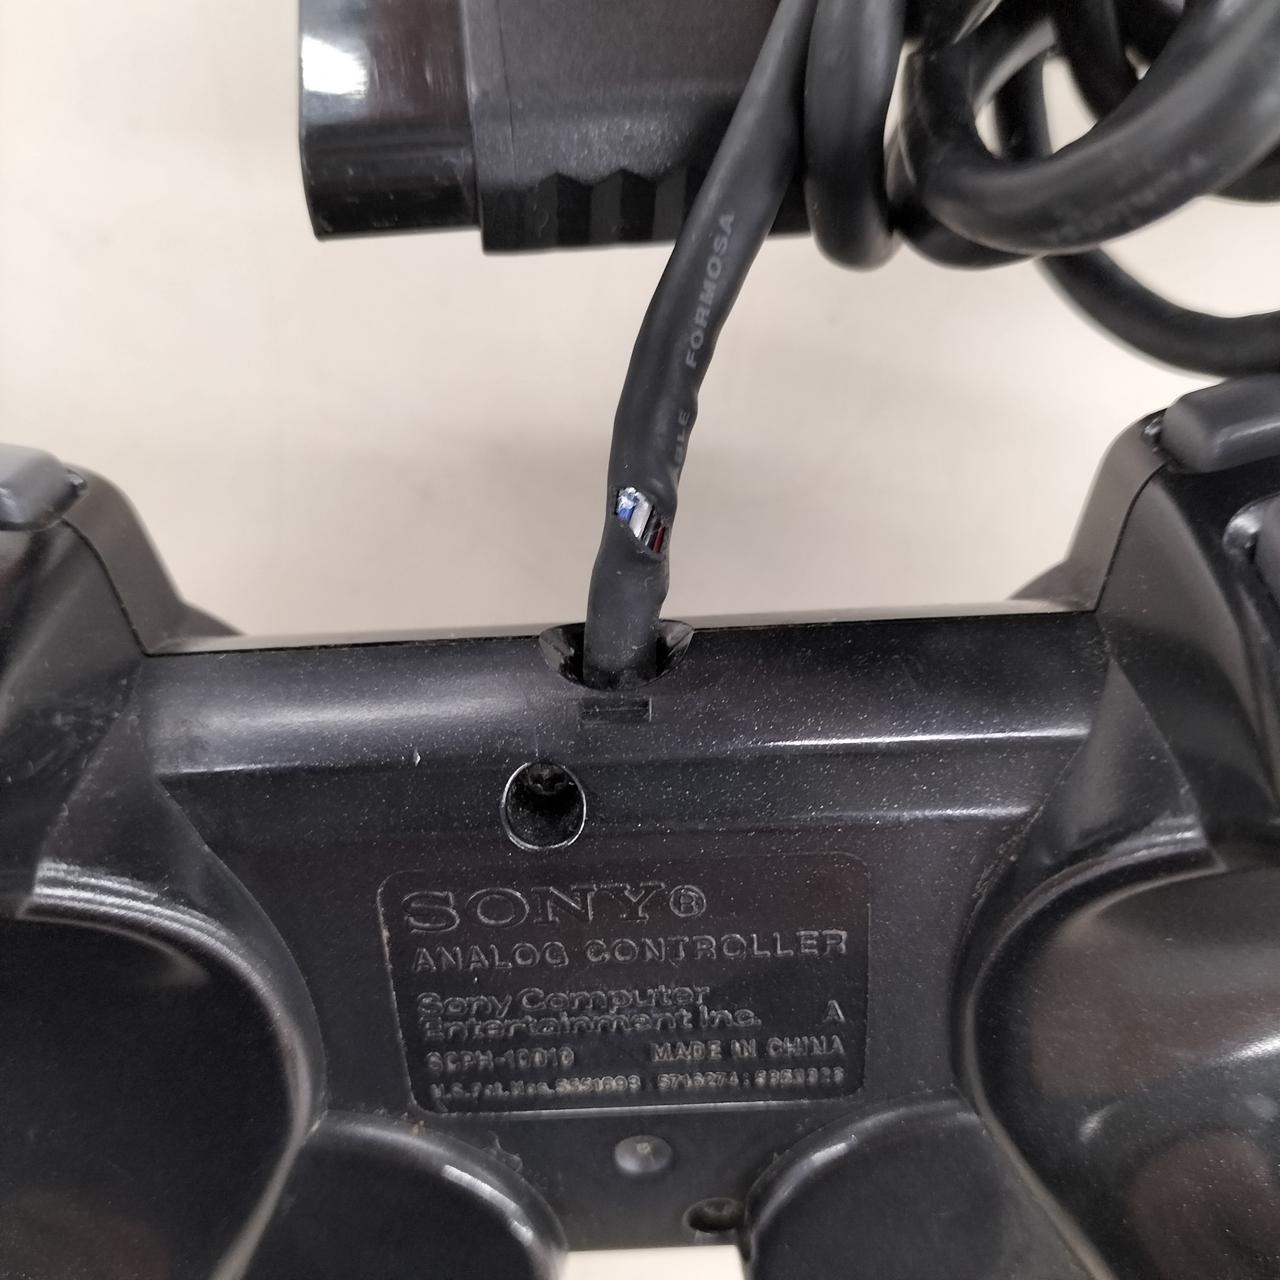 FORMOSA
SONY®
ANALOG CONTROLLER
Sony Computer
Entertainment Inc. A
SCPH-10010 MADE IN CHINA